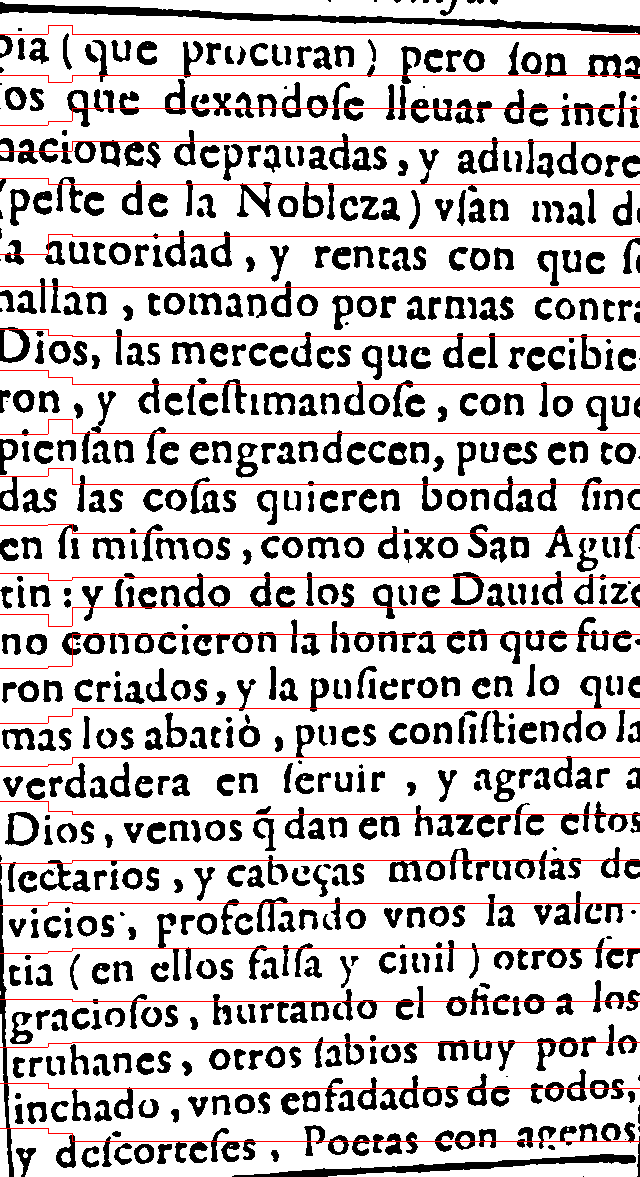 pia (que procuran) pero ſon ma
los que dexandoſe lleuar de incli
naciones deprauadas, y aduladore
(peſte de la Nobleza) vſan mal de
la autoridad, y rentas con que ſe
hallan, tomando por armas contra
Dios, las mercedes que del recibie-
ron, y deſeſtimandoſe, con lo que
pienſan ſe engrandecen, pues en to-
das las coſas quieren bondad ſino
en ſi miſmos, como dixo San Aguſ
tin: y ſiendo de los que Dauid dize
no conocieron la honra en que fue-
ron criados, y la puſieron en lo que
mas los abatiò, pues conſiſtiendo la
verdadera en ſeruir, y agradar a
Dios, vemos q̃ dan en hazerſe eſtos
ſectarios, y cabeças moſtruoſas de
vicios, profeſſando vnos la valen-
tia (en ellos falſa y ciuil) otros ſer
gracioſos, hurtando el oficio a los
truhanes, otros ſabios muy por lo
inchado, vnos enfadados de todos,
y deſcorteſes, Poetas con agenos